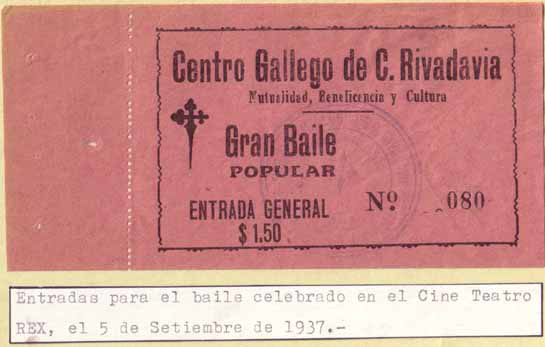 Centro Gallego de C. Rivadavia
Mutualidad, Beneficencia y Cultura
Gran Baile
POPULAR
ENTRADA GENERAL
$ 1.50
Nº 080
Entradas para el baile celebrado en el Cine Teatro
REX, el 5 de Setiembre de 1937.-